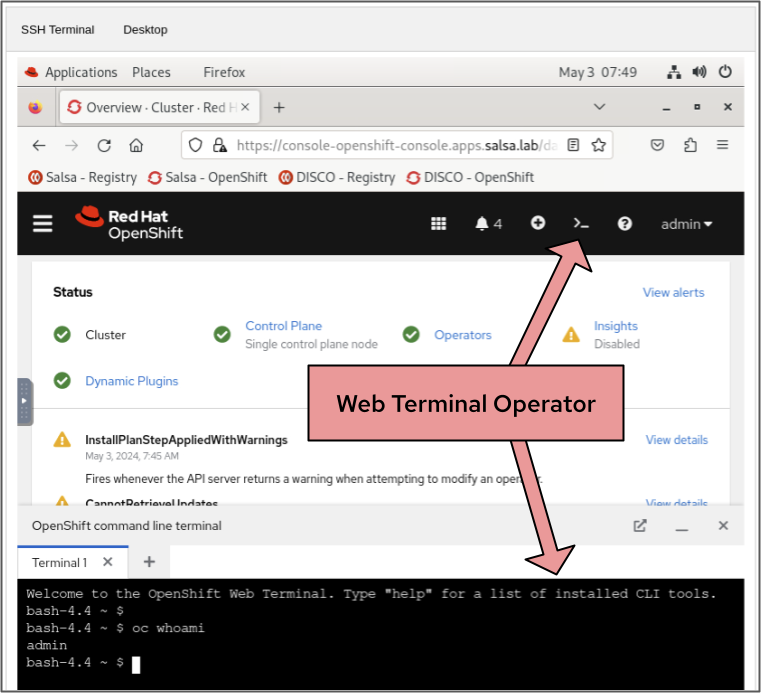 SSH Terminal Desktop
Applications Places Firefox May 3 07:49
Overview · Cluster · Red H
https://console-openshift-console.apps.salsa.lab/da
Salsa - Registry Salsa - OpenShift DISCO - Registry DISCO - OpenShift
Red Hat
OpenShift
4 admin
Status View alerts
Cluster Control Plane Operators Insights
Single control plane node Disabled
Dynamic Plugins
Web Terminal Operator
InstallPlanStepAppliedWithWarnings View details
May 3, 2024, 7:45 AM
Fires whenever the API server returns a warning when attempting to modify an
CannotRetrieveUpdates View details
OpenShift command line terminal
Terminal 1
Welcome to the OpenShift Web Terminal. Type "help" for a list of installed CLI tools.
bash-4.4 ~ $
bash-4.4 ~ $ oc whoami
admin
bash-4.4 ~ $